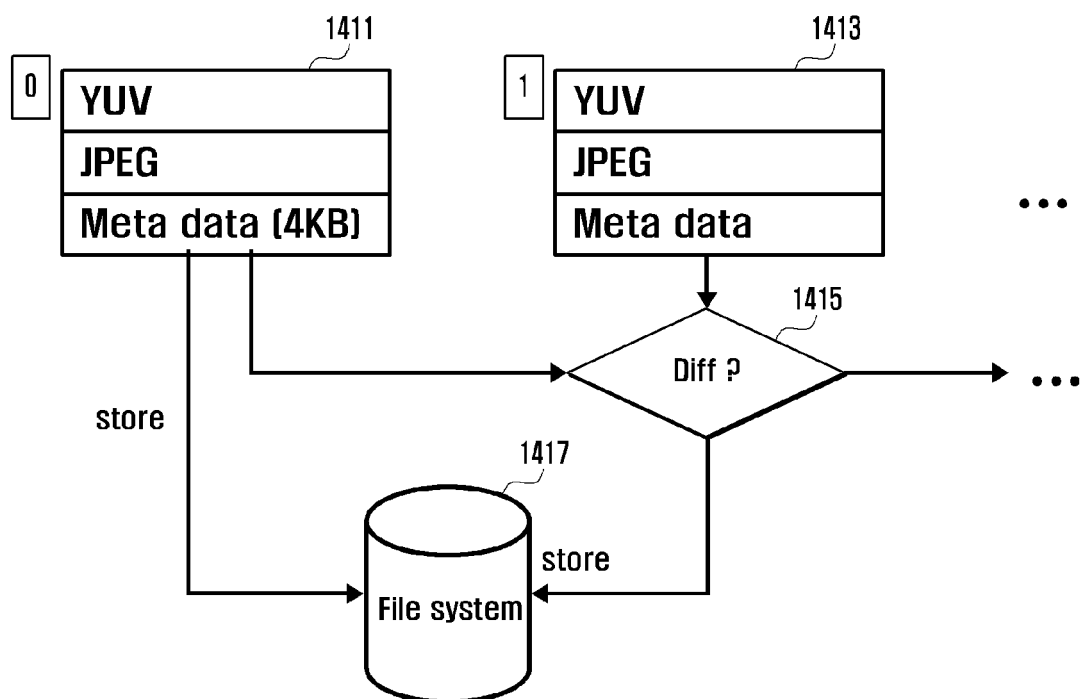 1411
1413
0
YUV
JPEG
Meta data (4KB)
1
YUV
JPEG
Meta data
...
1415
Diff ?
...
store
1417
store
File system